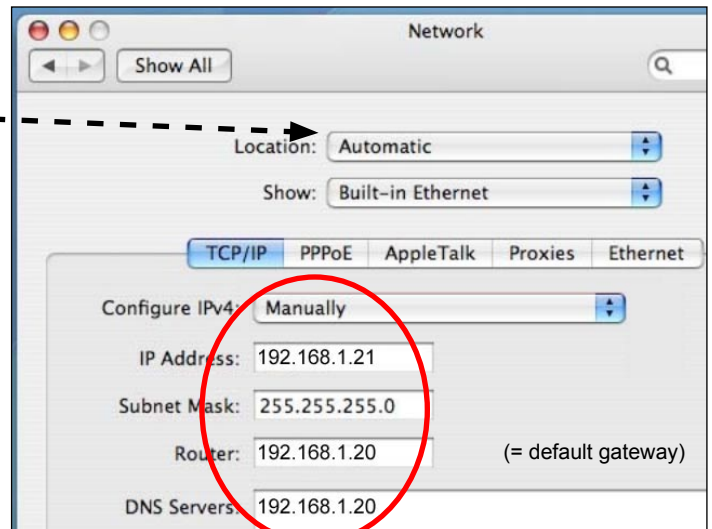 Network
Show All
Location: Automatic
Show: Built-in Ethernet
TCP/IP PPPoE AppleTalk Proxies Ethernet
Configure IPv4: Manually
IP Address: 192.168.1.21
Subnet Mask: 255.255.255.0
Router: 192.168.1.20 (= default gateway)
DNS Servers: 192.168.1.20